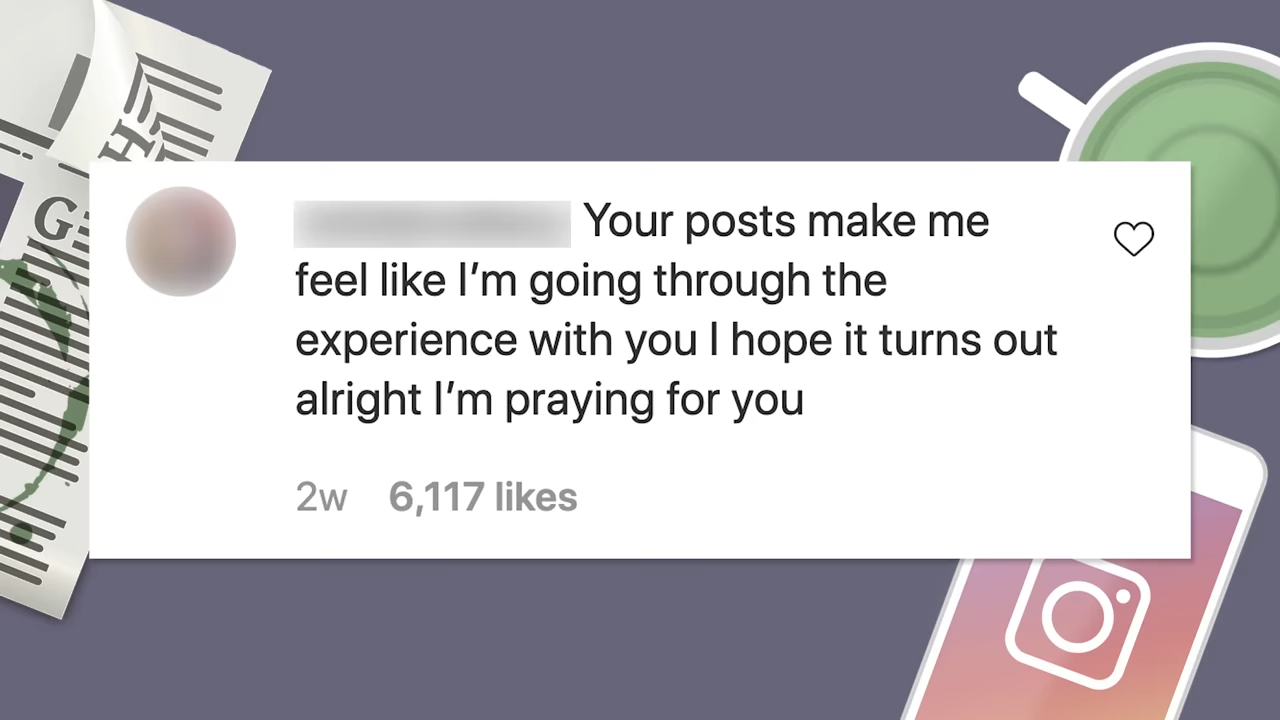 H
G
Your posts make me
feel like I’m going through the
experience with you I hope it turns out
alright I’m praying for you
2w 6,117 likes